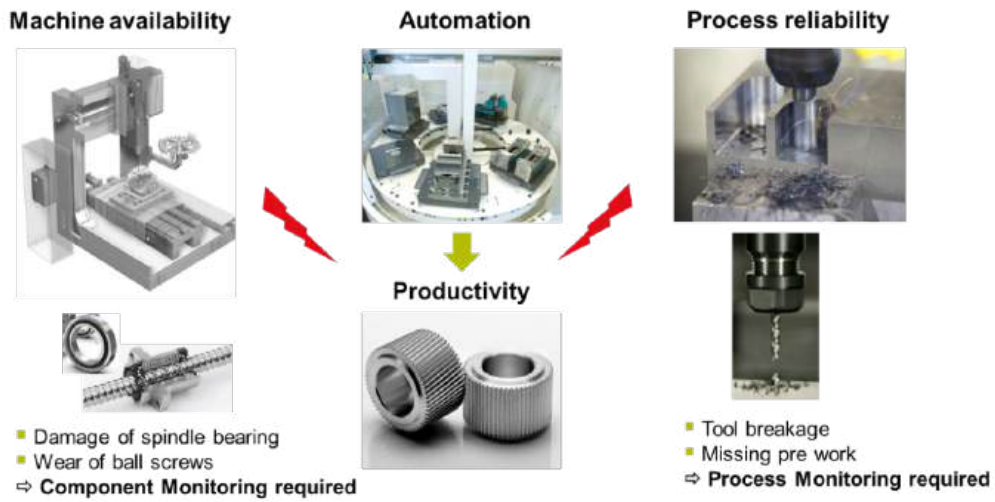 Machine availability
Automation
Process reliability
Productivity
Damage of spindle bearing
Wear of ball screws
⇨ Component Monitoring required
Tool breakage
Missing pre work
⇨ Process Monitoring required